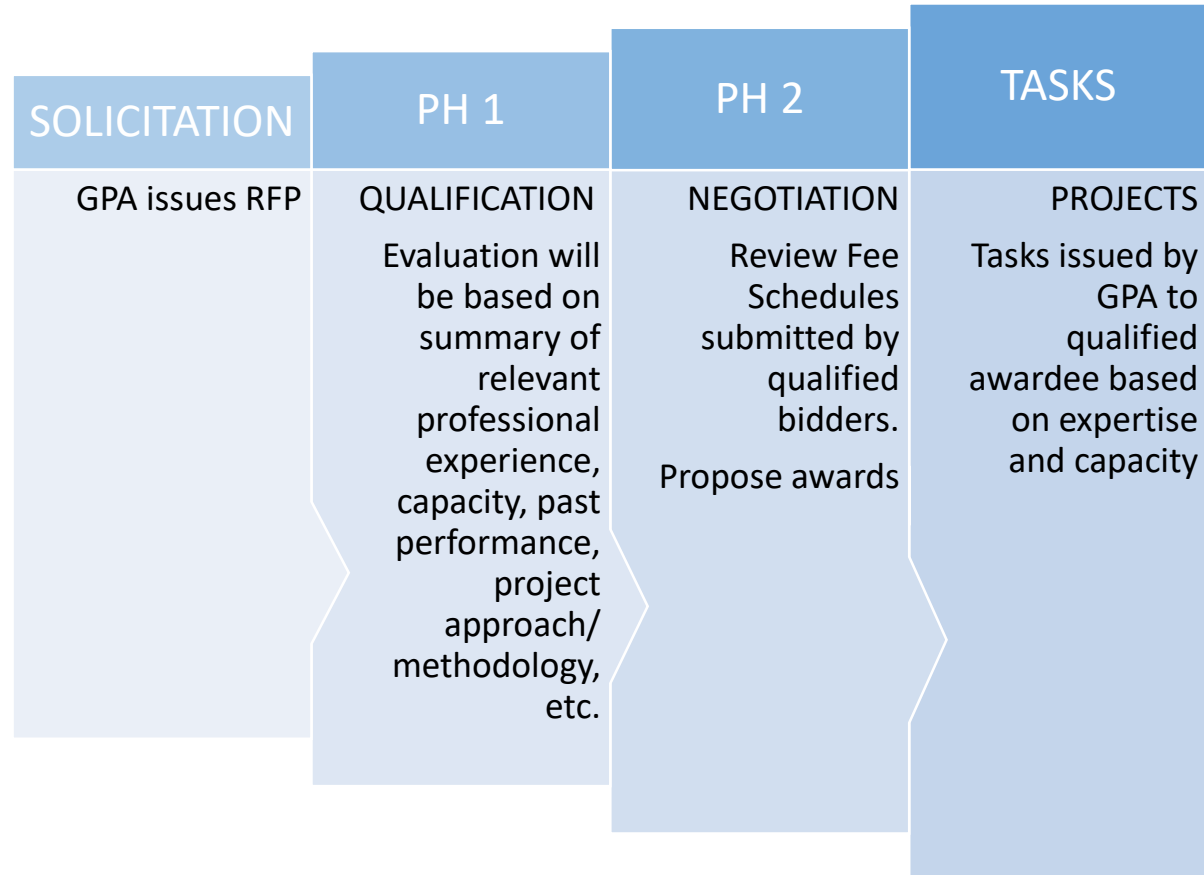 SOLICITATION
GPA issues RFP
PH 1
QUALIFICATION
Evaluation will
be based on
summary of
relevant
professional
experience,
capacity, past
performance,
project
approach/
methodology,
etc.
PH 2
NEGOTIATION
Review Fee
Schedules
submitted by
qualified
bidders.
Propose awards
TASKS
PROJECTS
Tasks issued by
GPA to
qualified
awardee based
on expertise
and capacity